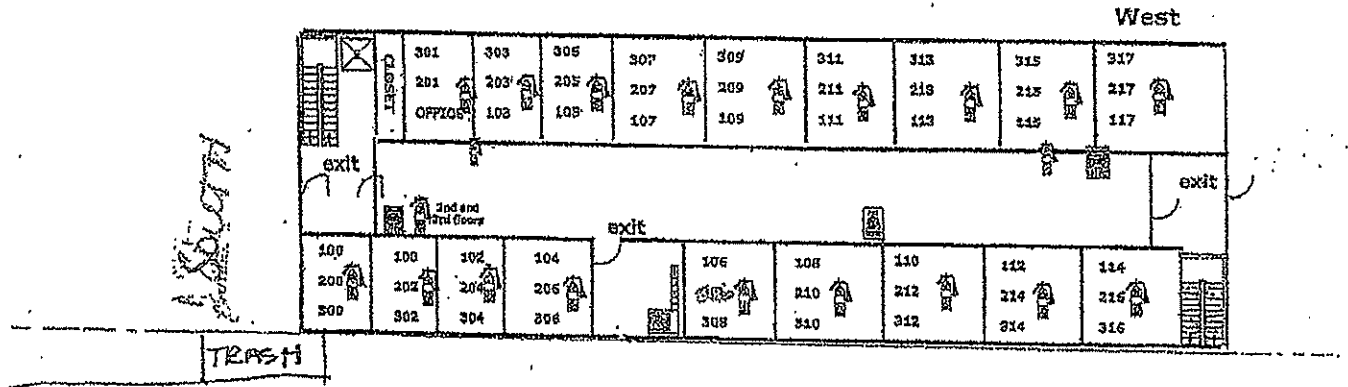 West
CLOSET
301 303 305 307 309 311 313 315 317
201 203 205 207 209 211 213 215 217
OFFICE 103 105 107 109 111 113 115 117
exit
exit
2nd and
3rd floors
exit
100 100 102 104 106 108 110 112 114
200 202 204 206 210 212 214 216
300 302 304 306 308 310 312 314 316
TRASH